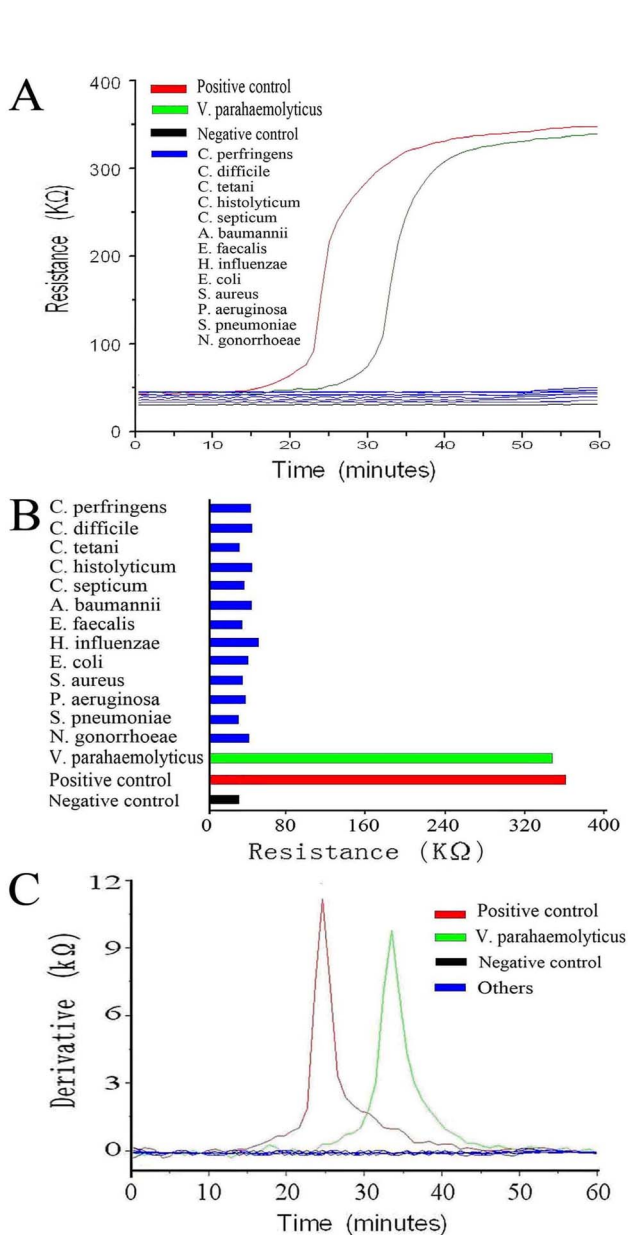 A
400
300
200
100
0
Resistance (KΩ)
Positive control
V. parahaemolyticus
Negative control
C. perfringens
C. difficile
C. tetani
C. histolyticum
C. septicum
A. baumannii
E. faecalis
H. influenzae
E. coli
S. aureus
P. aeruginosa
S. pneumoniae
N. gonorrhoeae
0 10 20 30 40 50 60
Time (minutes)
B
C. perfringens
C. difficile
C. tetani
C. histolyticum
C. septicum
A. baumannii
E. faecalis
H. influenzae
E. coli
S. aureus
P. aeruginosa
S. pneumoniae
N. gonorrhoeae
V. parahaemolyticus
Positive control
Negative control
0 80 160 240 320 400
Resistance (KΩ)
C
12
9
6
3
0
Derivative (kΩ)
Positive control
V. parahaemolyticus
Negative control
Others
0 10 20 30 40 50 60
Time (minutes)